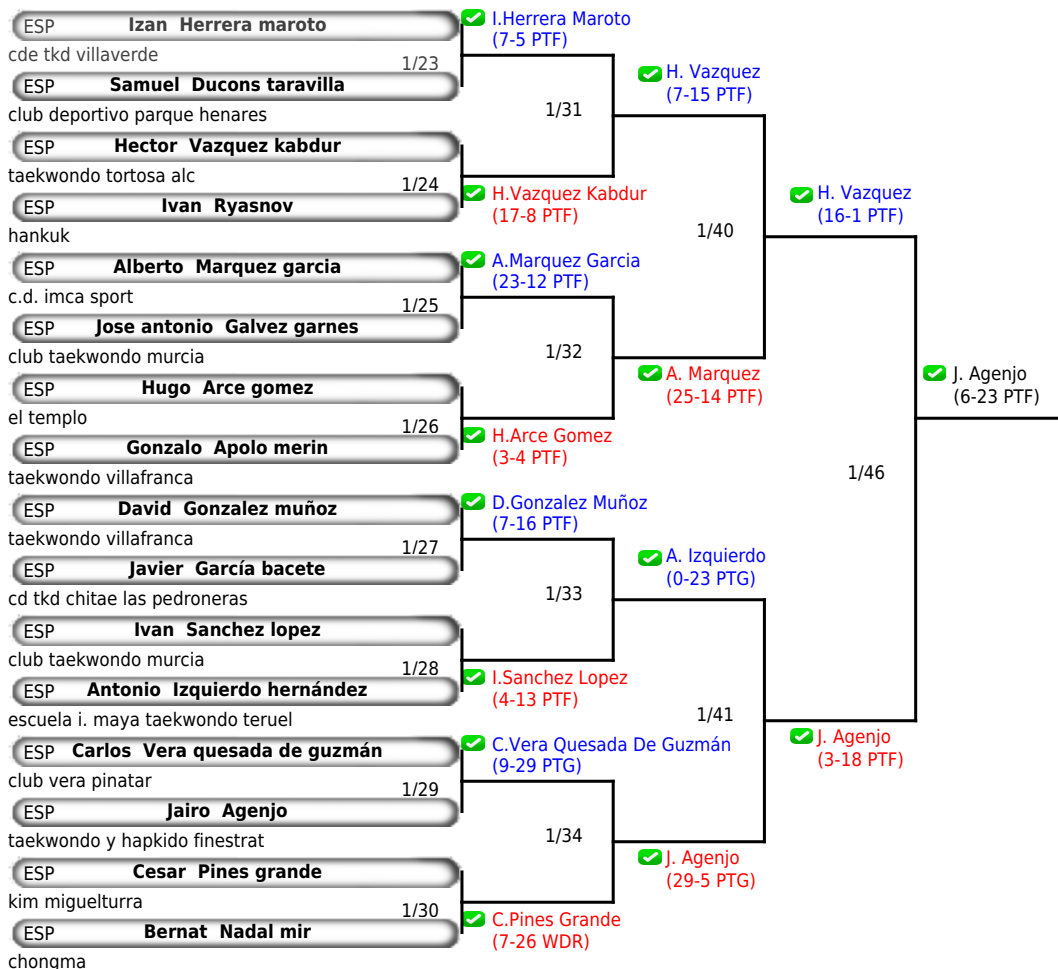 ESP Izan Herrera maroto
cde tkd villaverde
1/23
ESP Samuel Ducons taravilla
club deportivo parque henares
ESP Hector Vazquez kabdur
taekwondo tortosa alc
1/24
ESP Ivan Ryasnov
hankuk
ESP Alberto Marquez garcia
c.d. imca sport
1/25
ESP Jose antonio Galvez garnes
club taekwondo murcia
ESP Hugo Arce gomez
el templo
1/26
ESP Gonzalo Apolo merin
taekwondo villafranca
ESP David Gonzalez muñoz
taekwondo villafranca
1/27
ESP Javier García bacete
cd tkd chitae las pedroneras
ESP Ivan Sanchez lopez
club taekwondo murcia
1/28
ESP Antonio Izquierdo hernández
escuela i. maya taekwondo teruel
ESP Carlos Vera quesada de guzmán
club vera pinatar
1/29
ESP Jairo Agenjo
taekwondo y hapkido finestrat
ESP Cesar Pines grande
kim miguelturra
1/30
ESP Bernat Nadal mir
chongma
I.Herrera Maroto
(7-5 PTF)
1/31
H.Vazquez Kabdur
(17-8 PTF)
A.Marquez Garcia
(23-12 PTF)
1/32
H.Arce Gomez
(3-4 PTF)
D.Gonzalez Muñoz
(7-16 PTF)
1/33
I.Sanchez Lopez
(4-13 PTF)
C.Vera Quesada De Guzmán
(9-29 PTG)
1/34
C.Pines Grande
(7-26 WDR)
H. Vazquez
(7-15 PTF)
1/40
A. Marquez
(25-14 PTF)
A. Izquierdo
(0-23 PTG)
1/41
J. Agenjo
(29-5 PTG)
H. Vazquez
(16-1 PTF)
1/46
J. Agenjo
(3-18 PTF)
J. Agenjo
(6-23 PTF)